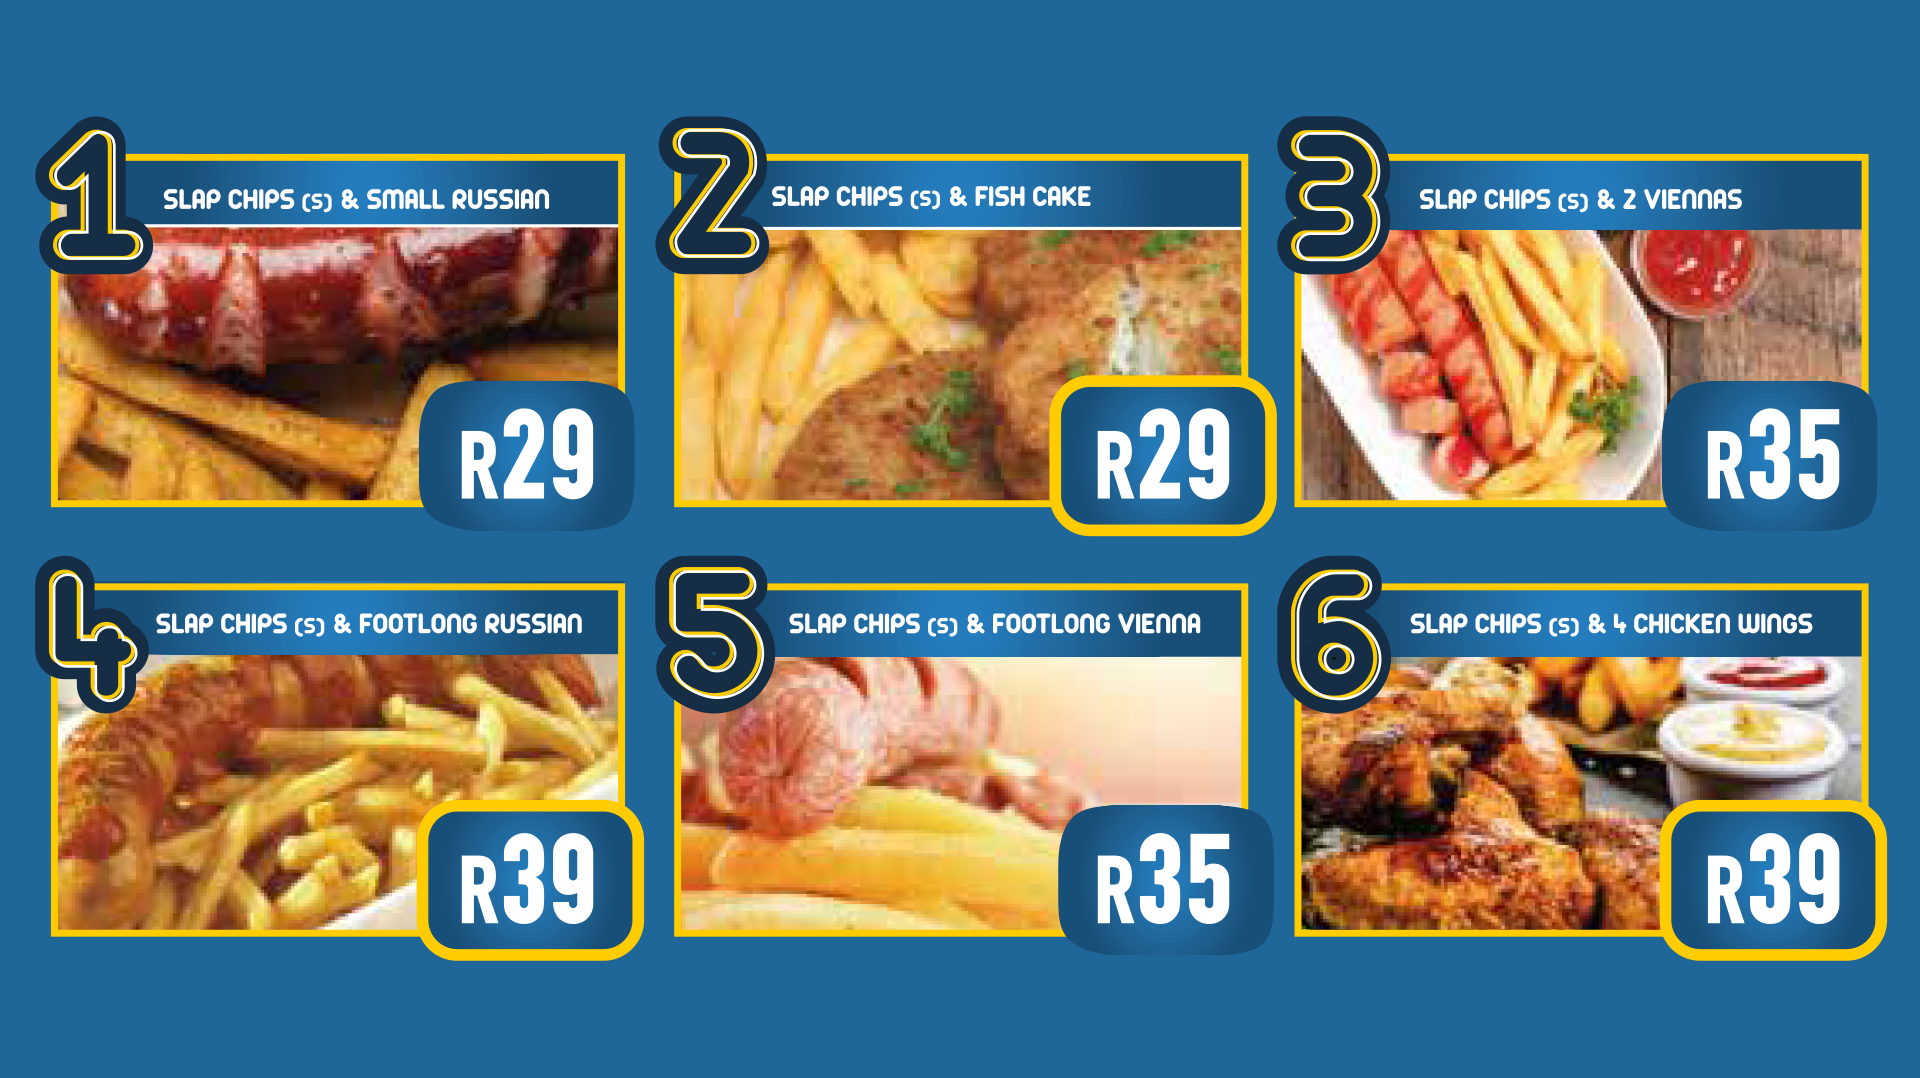 1
SLAP CHIPS (S) & SMALL RUSSIAN
R29
2
SLAP CHIPS (S) & FISH CAKE
R29
3
SLAP CHIPS (S) & 2 VIENNAS
R35
4
SLAP CHIPS (S) & FOOTLONG RUSSIAN
R39
5
SLAP CHIPS (S) & FOOTLONG VIENNA
R35
6
SLAP CHIPS (S) & 4 CHICKEN WINGS
R39